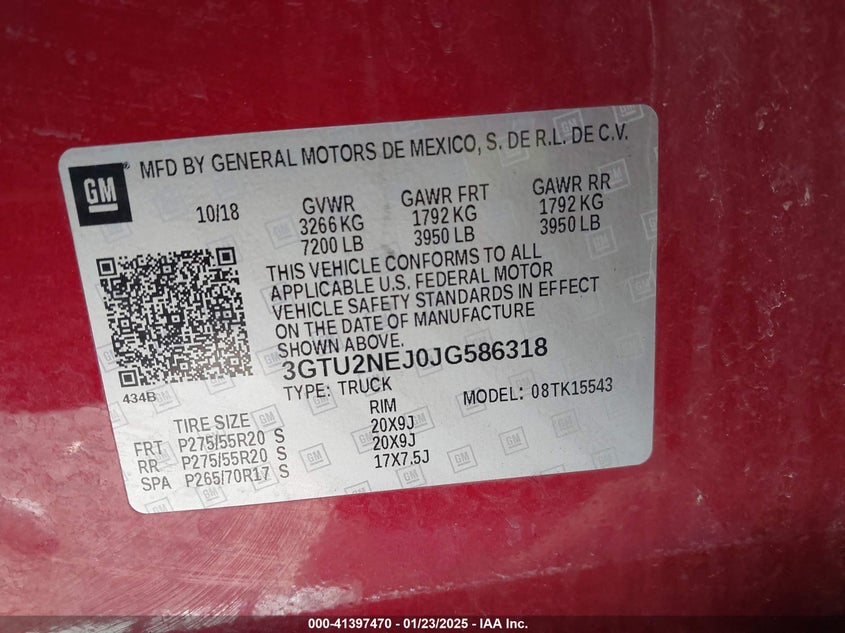 GM
® MFD BY GENERAL MOTORS DE MEXICO, S. DE R.L. DE C.V.
10/18 GVWR GAWR FRT GAWR RR
3266 KG 1792 KG 1792 KG
7200 LB 3950 LB 3950 LB
THIS VEHICLE CONFORMS TO ALL
APPLICABLE U.S. FEDERAL MOTOR
VEHICLE SAFETY STANDARDS IN EFFECT
ON THE DATE OF MANUFACTURE
SHOWN ABOVE.
3GTU2NEJ0JG586318
434B TYPE: TRUCK MODEL: 08TK15543
TIRE SIZE RIM
FRT P275/55R20 S 20X9J
RR P275/55R20 S 20X9J
SPA P265/70R17 S 17X7.5J
000-41397470 - 01/23/2025 - IAA Inc.